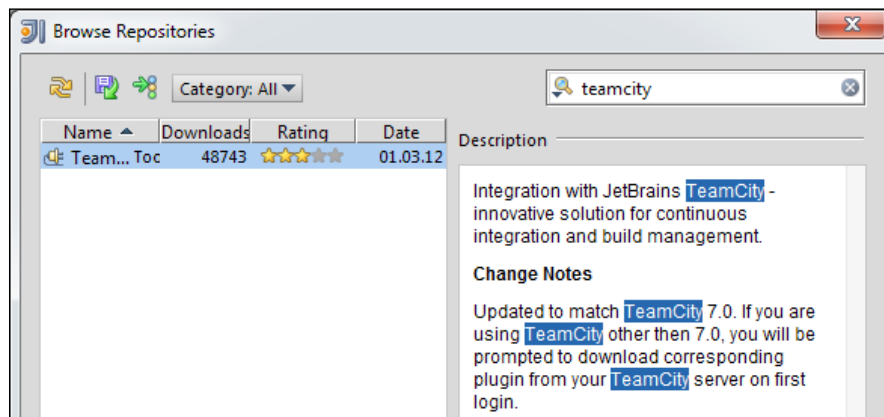 Browse Repositories
Category: All
teamcity
Name Downloads Rating Date
Team... Toc 48743 01.03.12
Description
Integration with JetBrains TeamCity -
innovative solution for continuous
integration and build management.
Change Notes
Updated to match TeamCity 7.0. If you are
using TeamCity other then 7.0, you will be
prompted to download corresponding
plugin from your TeamCity server on first
login.